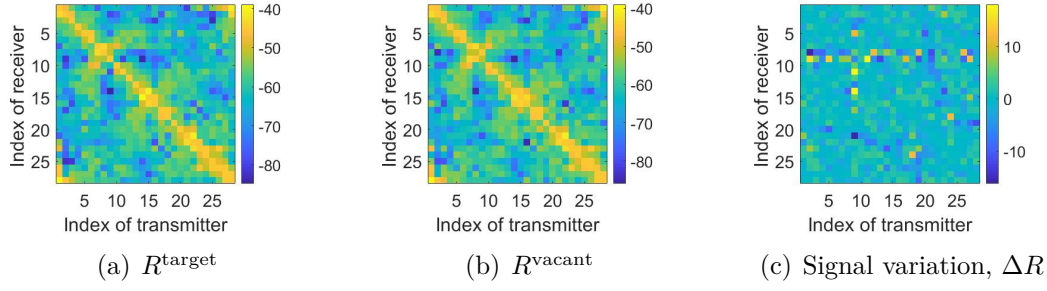 5
10
15
20
25
Index of receiver
5 10 15 20 25
Index of transmitter
-40
-50
-60
-70
-80
(a) R^target
5
10
15
20
25
Index of receiver
5 10 15 20 25
Index of transmitter
-40
-50
-60
-70
-80
(b) R^vacant
5
10
15
20
25
Index of receiver
5 10 15 20 25
Index of transmitter
10
0
-10
(c) Signal variation, ΔR